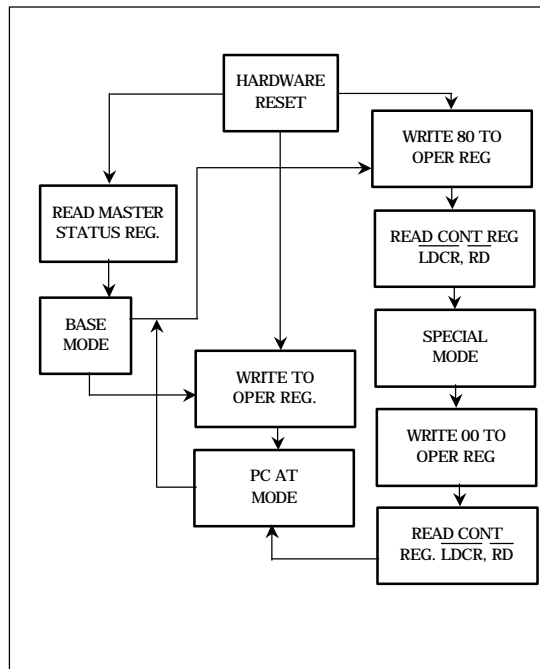 HARDWARE
RESET
WRITE 80 TO
OPER REG
READ MASTER
STATUS REG.
READ CONT REG
LDCR, RD
BASE
MODE
SPECIAL
MODE
WRITE TO
OPER REG.
WRITE 00 TO
OPER REG
PC AT
MODE
READ CONT
REG. LDCR, RD